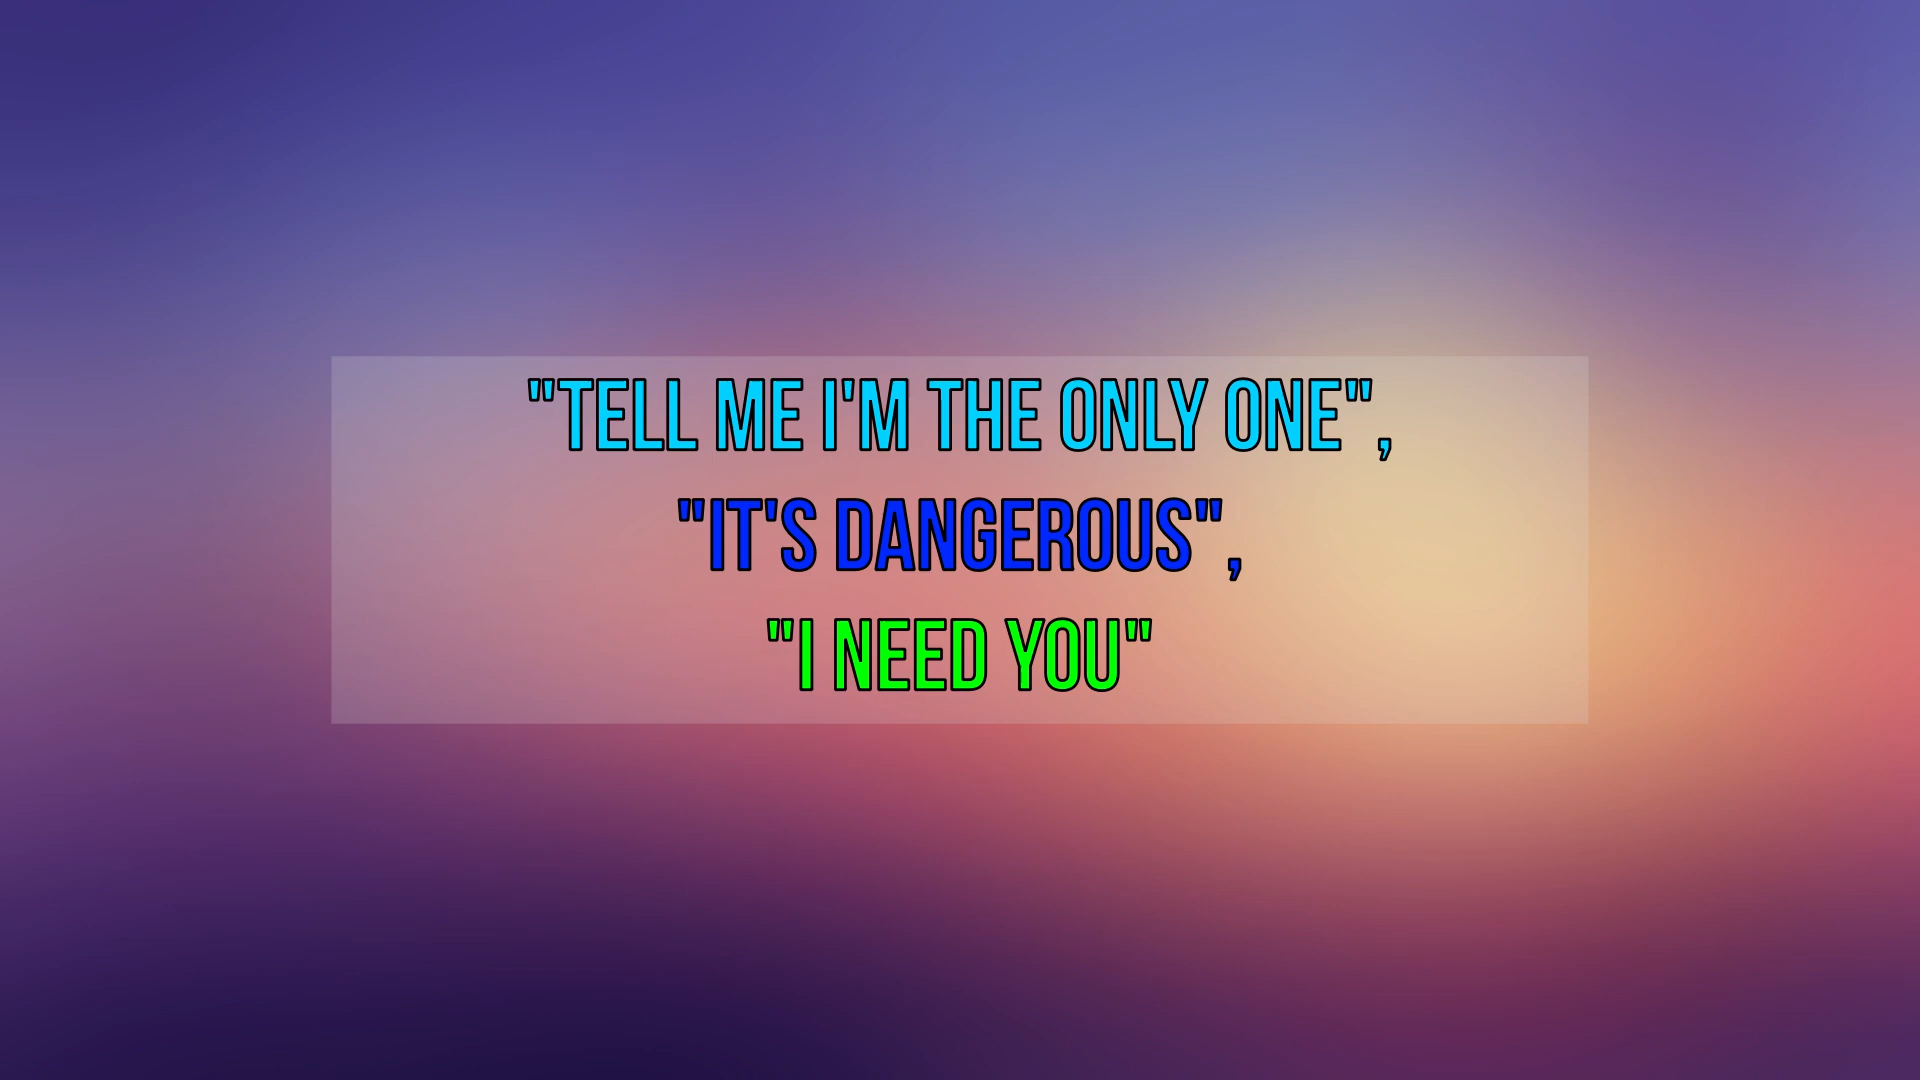 "TELL ME I'M THE ONLY ONE",
"IT'S DANGEROUS",
"I NEED YOU"